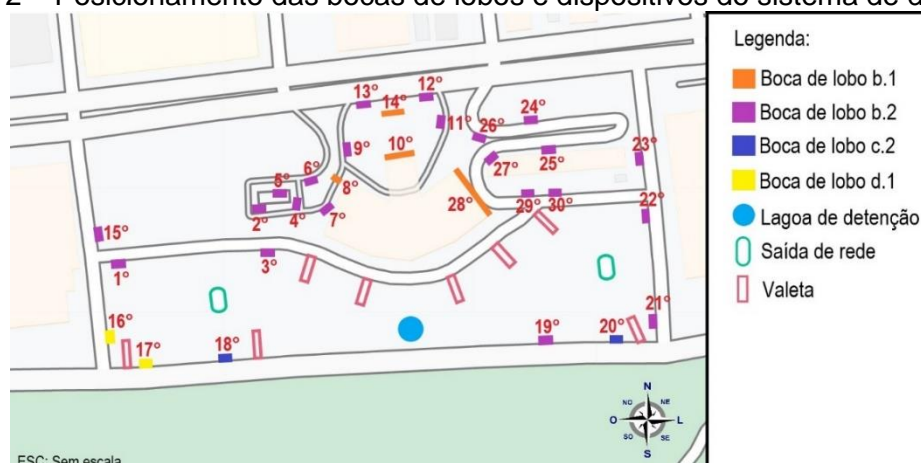 2 – Posicionamento das bocas de lobos e dispositivos do sistema de
Legenda:
Boca de lobo b.1
Boca de lobo b.2
Boca de lobo c.2
Boca de lobo d.1
Lagoa de detenção
Saída de rede
Valeta
13°
12°
14°
11°
24°
26°
9°
10°
25°
23°
27°
6°
5°
8°
2°
4°
7°
28°
29°
30°
22°
15°
1°
3°
16°
17°
18°
19°
20°
21°
N
NO
NE
O
L
SO
SE
S
ESC: Sem escala